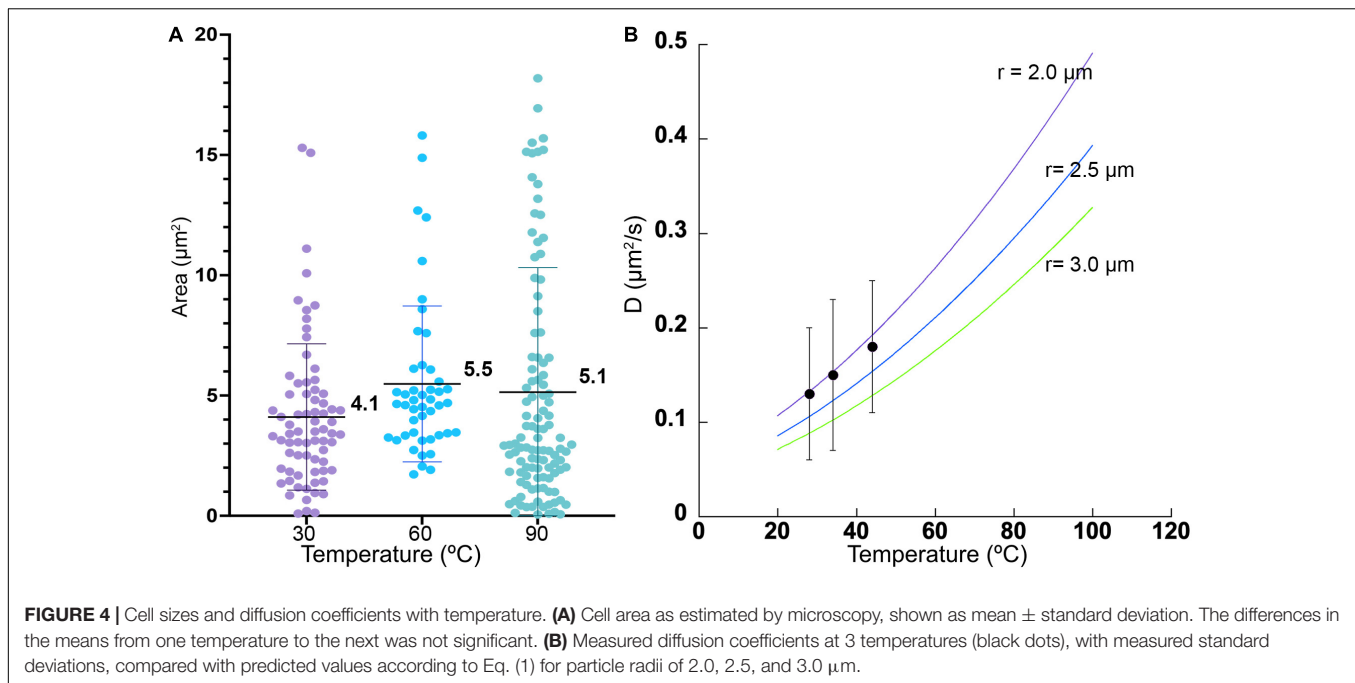 A
20
15
10
5
0
Area (µm²)
4.1
5.5
5.1
30
60
90
Temperature (ºC)
B
0.5
0.4
0.3
0.2
0.1
0
D (µm²/s)
r = 2.0 µm
r= 2.5 µm
r= 3.0 µm
0
20
40
60
80
100
120
Temperature (ºC)
FIGURE 4 | Cell sizes and diffusion coefficients with temperature. (A) Cell area as estimated by microscopy, shown as mean ± standard deviation. The differences in
the means from one temperature to the next was not significant. (B) Measured diffusion coefficients at 3 temperatures (black dots), with measured standard
deviations, compared with predicted values according to Eq. (1) for particle radii of 2.0, 2.5, and 3.0 µm.